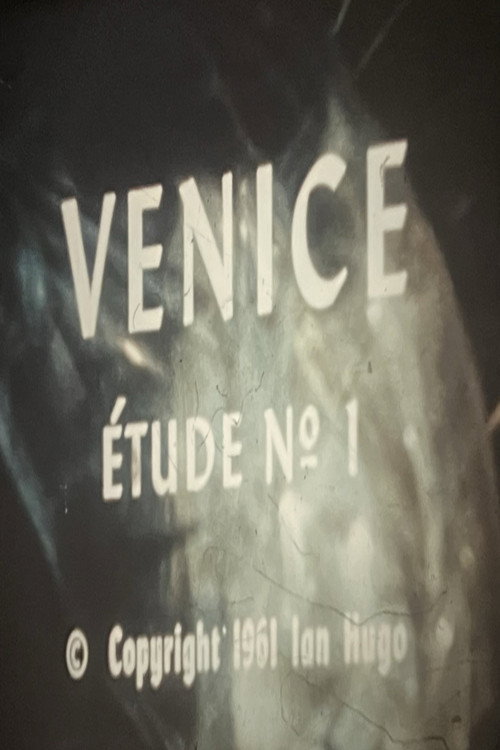 VENICE
ÉTUDE Nº 1
© Copyright 1961 Ian Hugo